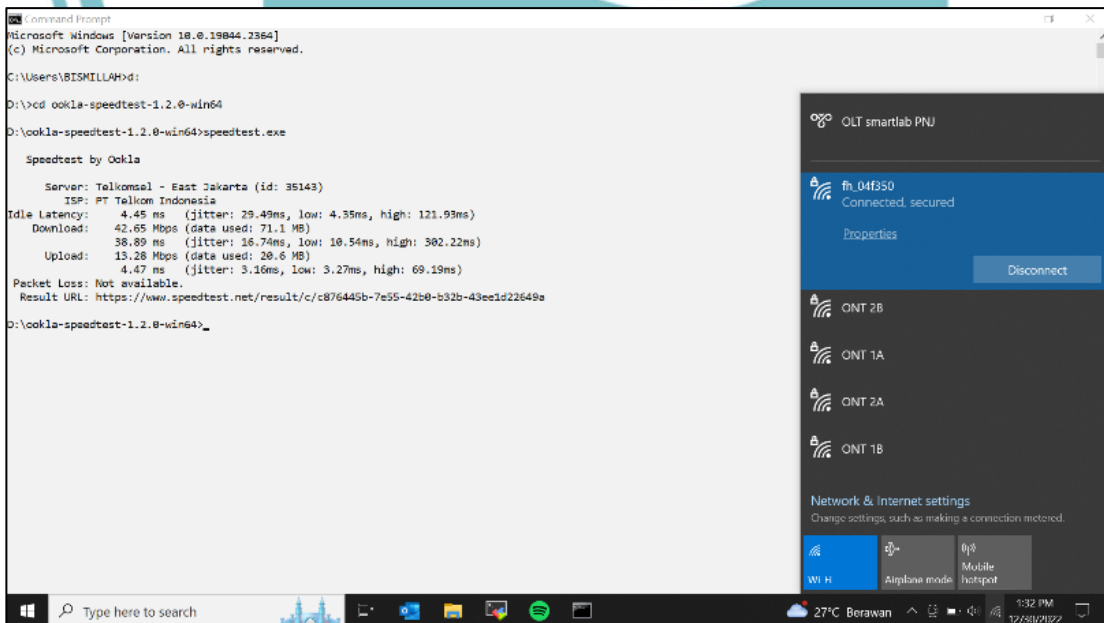 Command Prompt
Microsoft Windows [Version 10.0.19044.2364]
(c) Microsoft Corporation. All rights reserved.
C:\Users\BISMILLAH>d:
D:\>cd ookla-speedtest-1.2.0-win64
D:\ookla-speedtest-1.2.0-win64>speedtest.exe
Speedtest by Ookla
Server: Telkomsel - East Jakarta (id: 35143)
ISP: PT Telkom Indonesia
Idle Latency: 4.45 ms (jitter: 29.49ms, low: 4.35ms, high: 121.93ms)
Download: 42.65 Mbps (data used: 71.1 MB)
38.89 ms (jitter: 16.74ms, low: 10.54ms, high: 302.22ms)
Upload: 13.28 Mbps (data used: 20.6 MB)
4.47 ms (jitter: 3.16ms, low: 3.27ms, high: 69.19ms)
Packet Loss: Not available.
Result URL: https://www.speedtest.net/result/c/c876445b-7e55-42b0-b32b-43ee1d22649a
D:\ookla-speedtest-1.2.0-win64>_
OLT smartlab PNJ
fh_04f350
Connected, secured
Properties
Disconnect
ONT 2B
ONT 1A
ONT 2A
ONT 1B
Network & Internet settings
Change settings, such as making a connection metered.
Wi-Fi
Airplane mode
Mobile hotspot
Type here to search
27°C Berawan
1:32 PM
12/30/2022